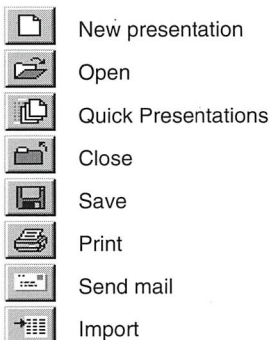 New presentation
Open
Quick Presentations
Close
Save
Print
Send mail
Import